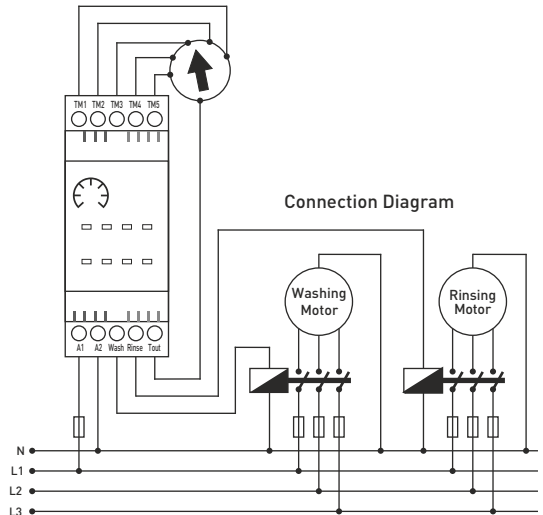 TM1 TM2 TM3 TM4 TM5
Connection Diagram
Washing
Motor
Rinsing
Motor
A1 A2 Wash Rinse Tout
N
L1
L2
L3